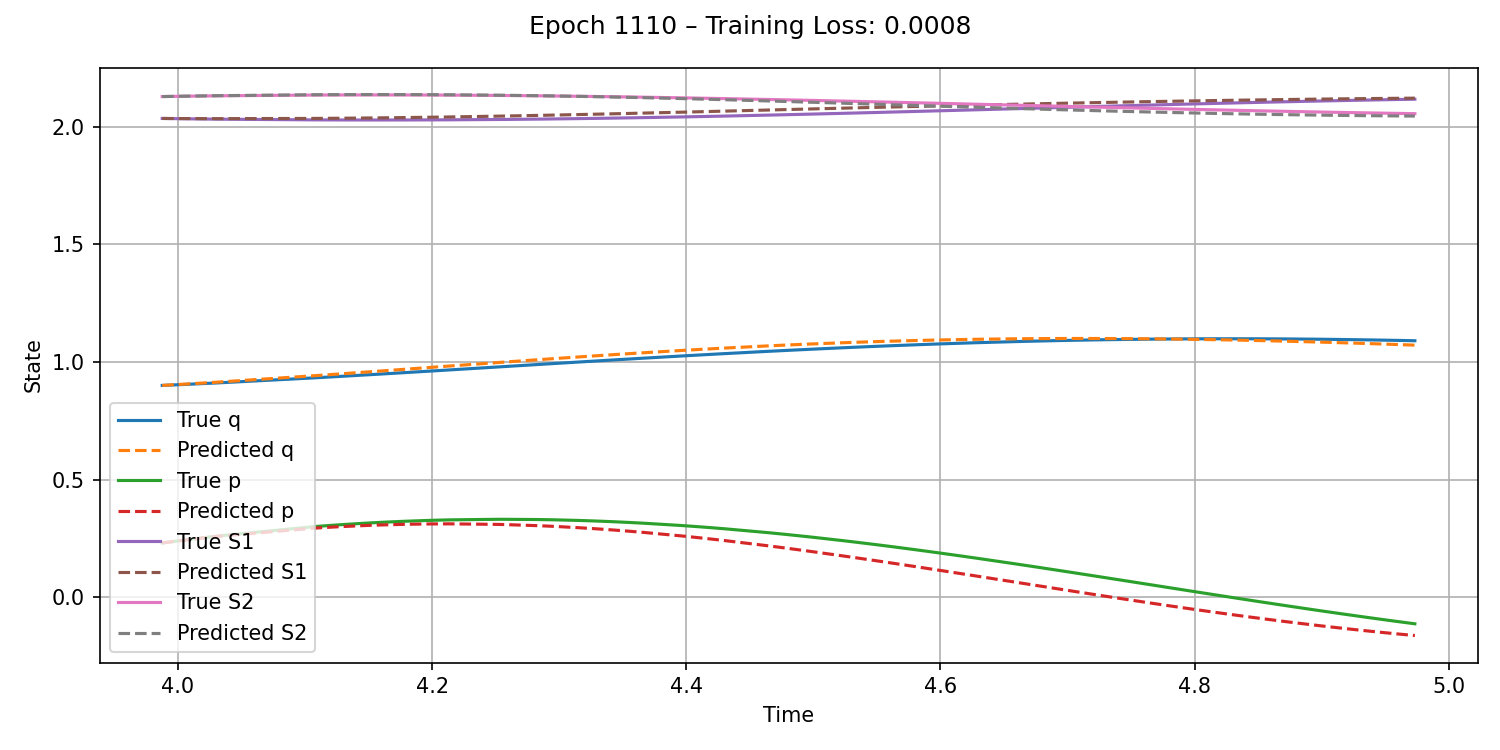 Epoch 1110 – Training Loss: 0.0008
State
2.0
1.5
1.0
0.5
0.0
True q
Predicted q
True p
Predicted p
True S1
Predicted S1
True S2
Predicted S2
4.0 4.2 4.4 4.6 4.8 5.0
Time